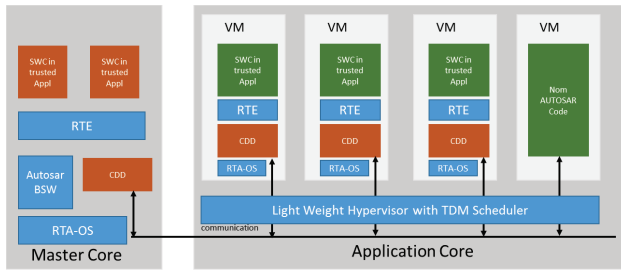 SWC in
trusted
Appl
SWC in
trusted
Appl
RTE
Autosar
BSW
CDD
RTA-OS
Master Core
VM
SWC in
trusted
Appl
RTE
CDD
RTA-OS
VM
SWC in
trusted
Appl
RTE
CDD
RTA-OS
VM
SWC in
trusted
Appl
RTE
CDD
RTA-OS
VM
Nom
AUTOSAR
Code
Light Weight Hypervisor with TDM Scheduler
communication
Application Core